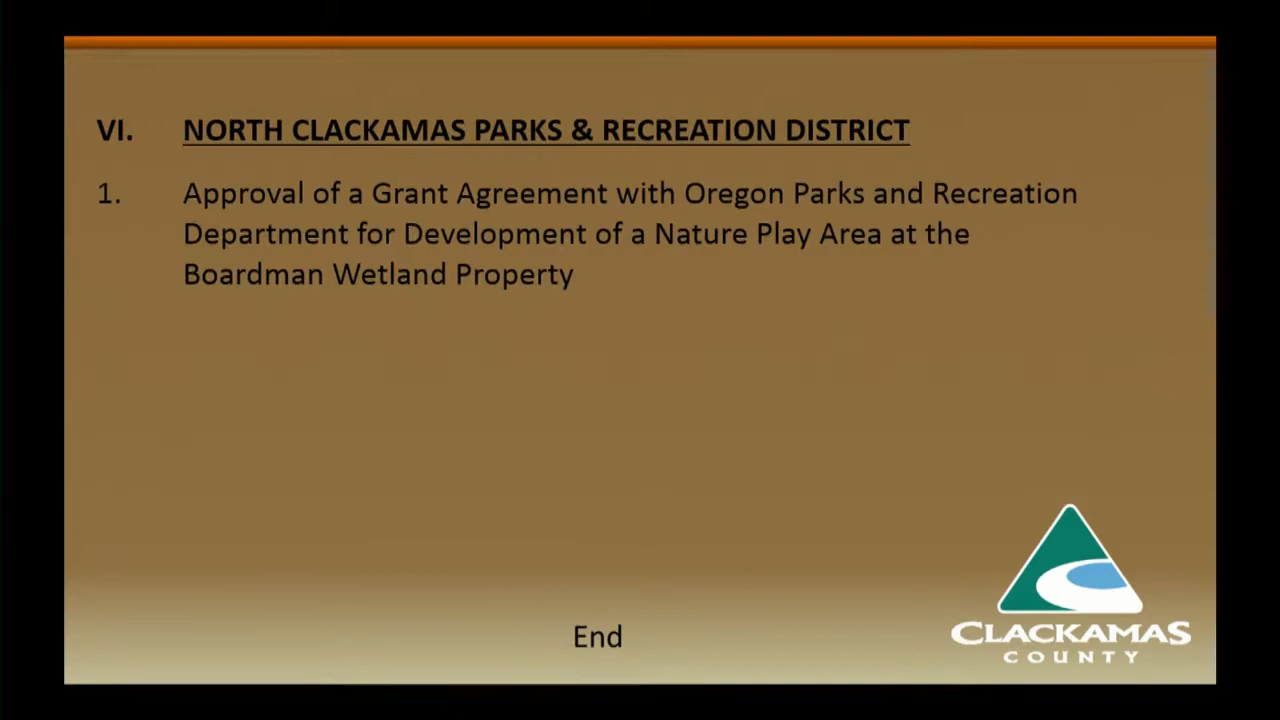 VI. NORTH CLACKAMAS PARKS & RECREATION DISTRICT
1. Approval of a Grant Agreement with Oregon Parks and Recreation
Department for Development of a Nature Play Area at the
Boardman Wetland Property
End
CLACKAMAS
COUNTY